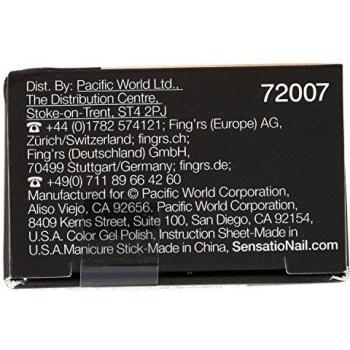 Dist. By: Pacific World Ltd.,
The Distribution Centre,
Stoke-on-Trent, ST4 2PJ
72007
☎ +44 (0)1782 574121; Fing'rs (Europe) AG,
Zürich/Switzerland; fingrs.ch;
Fing'rs (Deutschland) GmbH,
70499 Stuttgart/Germany; fingrs.de;
☎ +49(0) 711 89 66 42 60
Manufactured for © Pacific World Corporation,
Aliso Viejo, CA 92656. Pacific World Corporation,
8409 Kerns Street, Suite 100, San Diego, CA 92154,
U.S.A. Color Gel Polish, Instruction Sheet-Made in
U.S.A.Manicure Stick-Made in China, SensatioNail.com